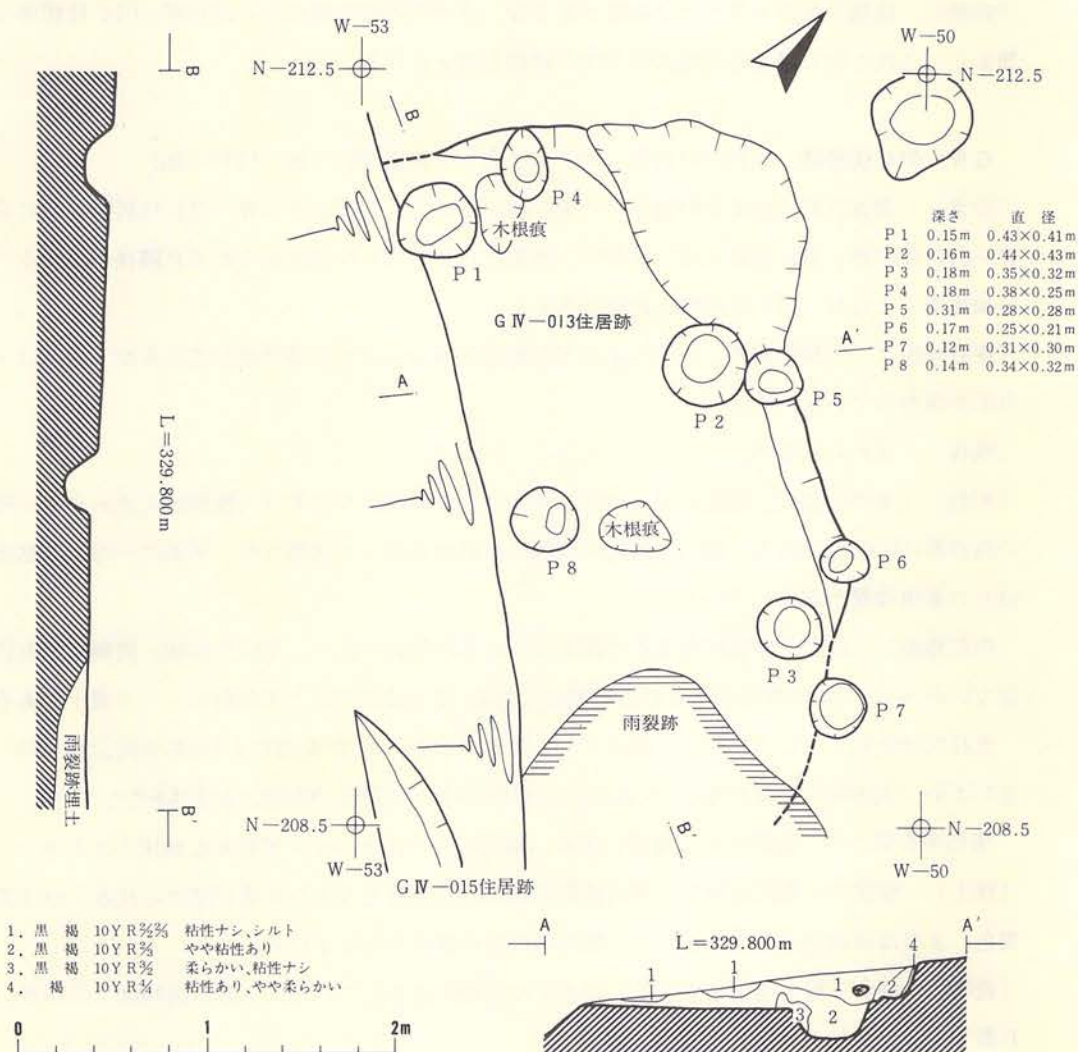 W—53
N—212.5
W—50
N—212.5
B
B
P 4
木根痕
P 1
深さ 直径
P 1 0.15m 0.43×0.41m
P 2 0.16m 0.44×0.43m
P 3 0.18m 0.35×0.32m
P 4 0.18m 0.38×0.25m
P 5 0.31m 0.28×0.28m
P 6 0.17m 0.25×0.21m
P 7 0.12m 0.31×0.30m
P 8 0.14m 0.34×0.32m
GⅣ—013住居跡
A'
A
P 5
P 2
L=329.800m
木根痕
P 8
P 6
P 3
P 7
雨裂跡
雨裂跡埋土
B'
B'
N—208.5
W—53
N—208.5
W—50
GⅣ—015住居跡
1. 黒褐 10YR 粘性ナシ、シルト
2. 黒褐 10YR やや粘性あり
3. 黒褐 10YR 柔らかい、粘性ナシ
4. 褐 10YR 粘性あり、やや柔らかい
A
L=329.800m
A'
1
1
4
1
2
3
2
0 1 2m